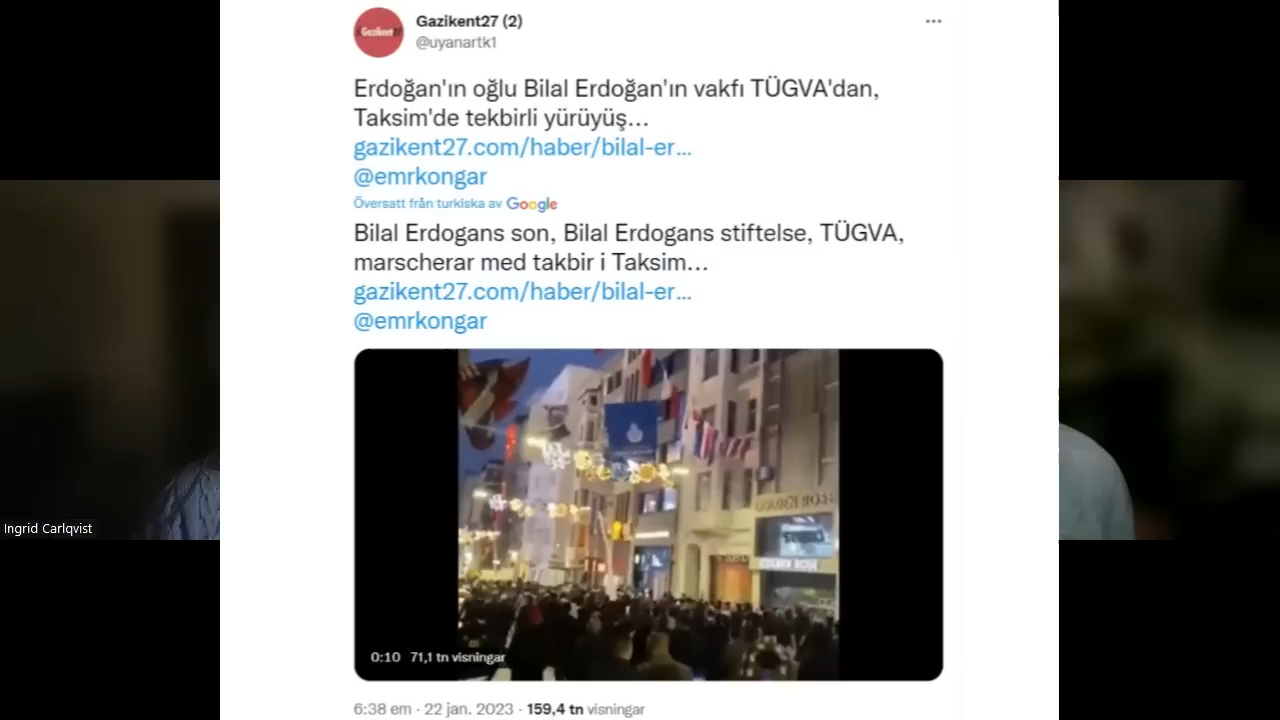 Gazikent27 (2)
@uyanartk1
Erdoğan'ın oğlu Bilal Erdoğan'ın vakfı TÜGVA'dan,
Taksim'de tekbirli yürüyüş...
gazikent27.com/haber/bilal-er...
@emrkongar
Översatt från turkiska av Google
Bilal Erdogans son, Bilal Erdogans stiftelse, TÜGVA,
marscherar med takbir i Taksim...
gazikent27.com/haber/bilal-er...
@emrkongar
0:10 71,1 tn visningar
6:38 em · 22 jan. 2023 · 159,4 tn visningar
Ingrid Carlqvist